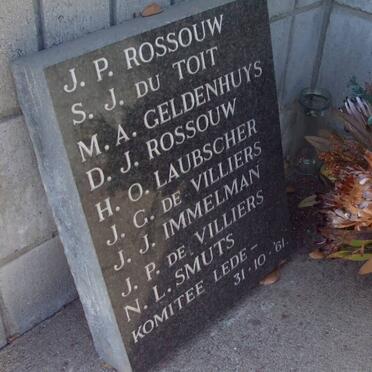 J. P. ROSSOUW
S. J. DU TOIT
M. A. GELDENHUYS
D. J. ROSSOUW
H. O. LAUBSCHER
J. G. DE VILLIERS
J. J. IMMELMAN
J. P. DE VILLIERS
N. L. SMUTS
KOMITEE LEDE –
31 · 10 · '61.